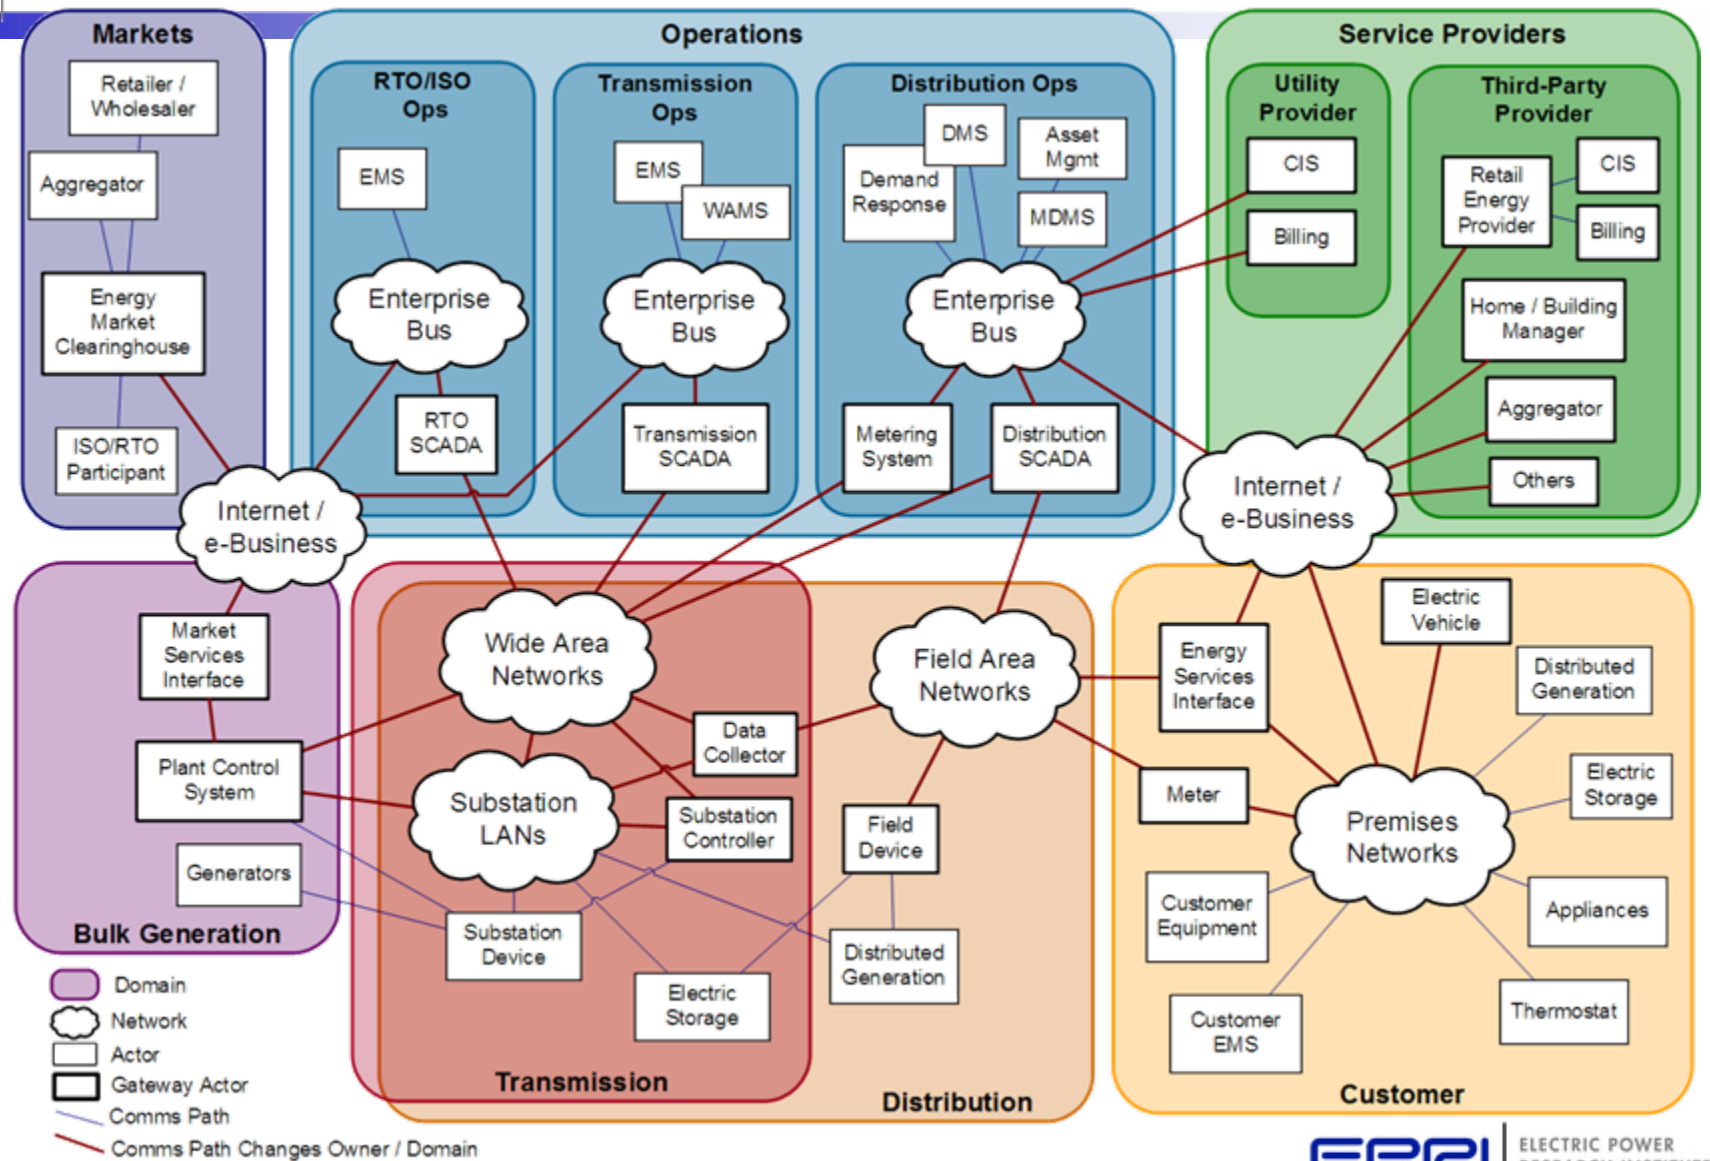 Markets
Retailer /
Wholesaler
Aggregator
Energy
Market
Clearinghouse
ISO/RTO
Participant
Operations
RTO/ISO
Ops
EMS
Enterprise
Bus
RTO
SCADA
Transmission
Ops
EMS
WAMS
Enterprise
Bus
Transmission
SCADA
Distribution Ops
DMS
Asset
Mgmt
Demand
Response
MDMS
Enterprise
Bus
Metering
System
Distribution
SCADA
Service Providers
Utility
Provider
CIS
Billing
Third-Party
Provider
Retail
Energy
Provider
CIS
Billing
Home / Building
Manager
Aggregator
Others
Internet /
e-Business
Internet /
e-Business
Market
Services
Interface
Plant Control
System
Generators
Bulk Generation
Wide Area
Networks
Data
Collector
Substation
LANs
Substation
Controller
Substation
Device
Electric
Storage
Transmission
Field Area
Networks
Field
Device
Distributed
Generation
Distribution
Energy
Services
Interface
Electric
Vehicle
Distributed
Generation
Meter
Electric
Storage
Premises
Networks
Customer
Equipment
Appliances
Customer
EMS
Thermostat
Customer
Domain
Network
Actor
Gateway Actor
Comms Path
Comms Path Changes Owner / Domain
EPRI
ELECTRIC POWER
RESEARCH INSTITUTE